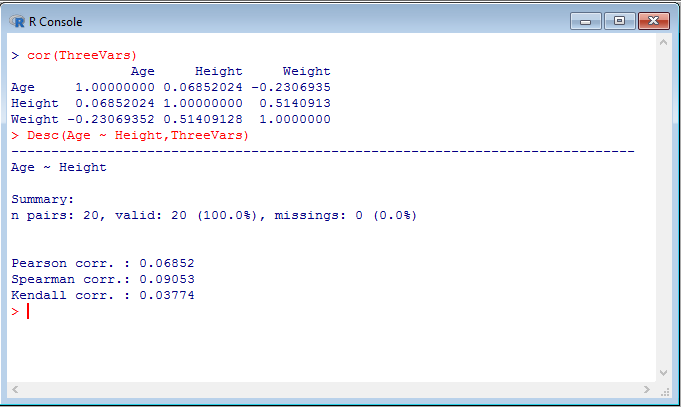 R Console
> cor(ThreeVars)
Age Height Weight
Age 1.00000000 0.06852024 -0.2306935
Height 0.06852024 1.00000000 0.5140913
Weight -0.23069352 0.51409128 1.0000000
> Desc(Age ~ Height,ThreeVars)
------------------------------------------------------------------------------
Age ~ Height
Summary:
n pairs: 20, valid: 20 (100.0%), missings: 0 (0.0%)
Pearson corr. : 0.06852
Spearman corr.: 0.09053
Kendall corr. : 0.03774
>